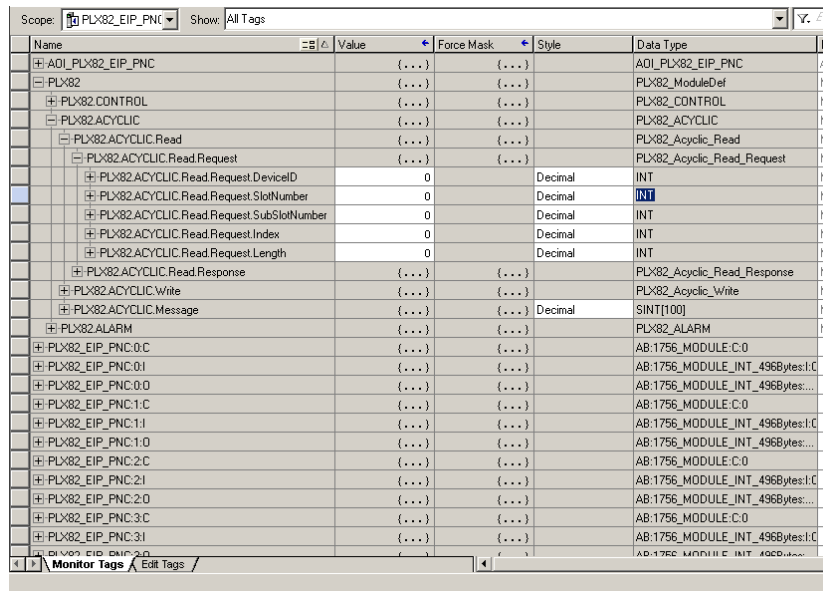 Scope: PLX82_EIP_PNC Show: All Tags
Name Value Force Mask Style Data Type
AOI_PLX82_EIP_PNC {...} {...} AOI_PLX82_EIP_PNC
PLX82 {...} {...} PLX82_ModuleDef
PLX82.CONTROL {...} {...} PLX82_CONTROL
PLX82.ACYCLIC {...} {...} PLX82_ACYCLIC
PLX82.ACYCLIC.Read {...} {...} PLX82_Acyclic_Read
PLX82.ACYCLIC.Read.Request {...} {...} PLX82_Acyclic_Read_Request
PLX82.ACYCLIC.Read.Request.DeviceID 0 Decimal INT
PLX82.ACYCLIC.Read.Request.SlotNumber 0 Decimal INT
PLX82.ACYCLIC.Read.Request.SubSlotNumber 0 Decimal INT
PLX82.ACYCLIC.Read.Request.Index 0 Decimal INT
PLX82.ACYCLIC.Read.Request.Length 0 Decimal INT
PLX82.ACYCLIC.Read.Response {...} {...} PLX82_Acyclic_Read_Response
PLX82.ACYCLIC.Write {...} {...} PLX82_Acyclic_Write
PLX82.ACYCLIC.Message {...} {...} Decimal SINT[100]
PLX82.ALARM {...} {...} PLX82_ALARM
PLX82_EIP_PNC:0:C {...} {...} AB:1756_MODULE:C:0
PLX82_EIP_PNC:0:I {...} {...} AB:1756_MODULE_INT_496Bytes:I:0
PLX82_EIP_PNC:0:O {...} {...} AB:1756_MODULE_INT_496Bytes:...
PLX82_EIP_PNC:1:C {...} {...} AB:1756_MODULE:C:0
PLX82_EIP_PNC:1:I {...} {...} AB:1756_MODULE_INT_496Bytes:I:0
PLX82_EIP_PNC:1:O {...} {...} AB:1756_MODULE_INT_496Bytes:...
PLX82_EIP_PNC:2:C {...} {...} AB:1756_MODULE:C:0
PLX82_EIP_PNC:2:I {...} {...} AB:1756_MODULE_INT_496Bytes:I:0
PLX82_EIP_PNC:2:O {...} {...} AB:1756_MODULE_INT_496Bytes:...
PLX82_EIP_PNC:3:C {...} {...} AB:1756_MODULE:C:0
PLX82_EIP_PNC:3:I {...} {...} AB:1756_MODULE_INT_496Bytes:I:0
Monitor Tags Edit Tags